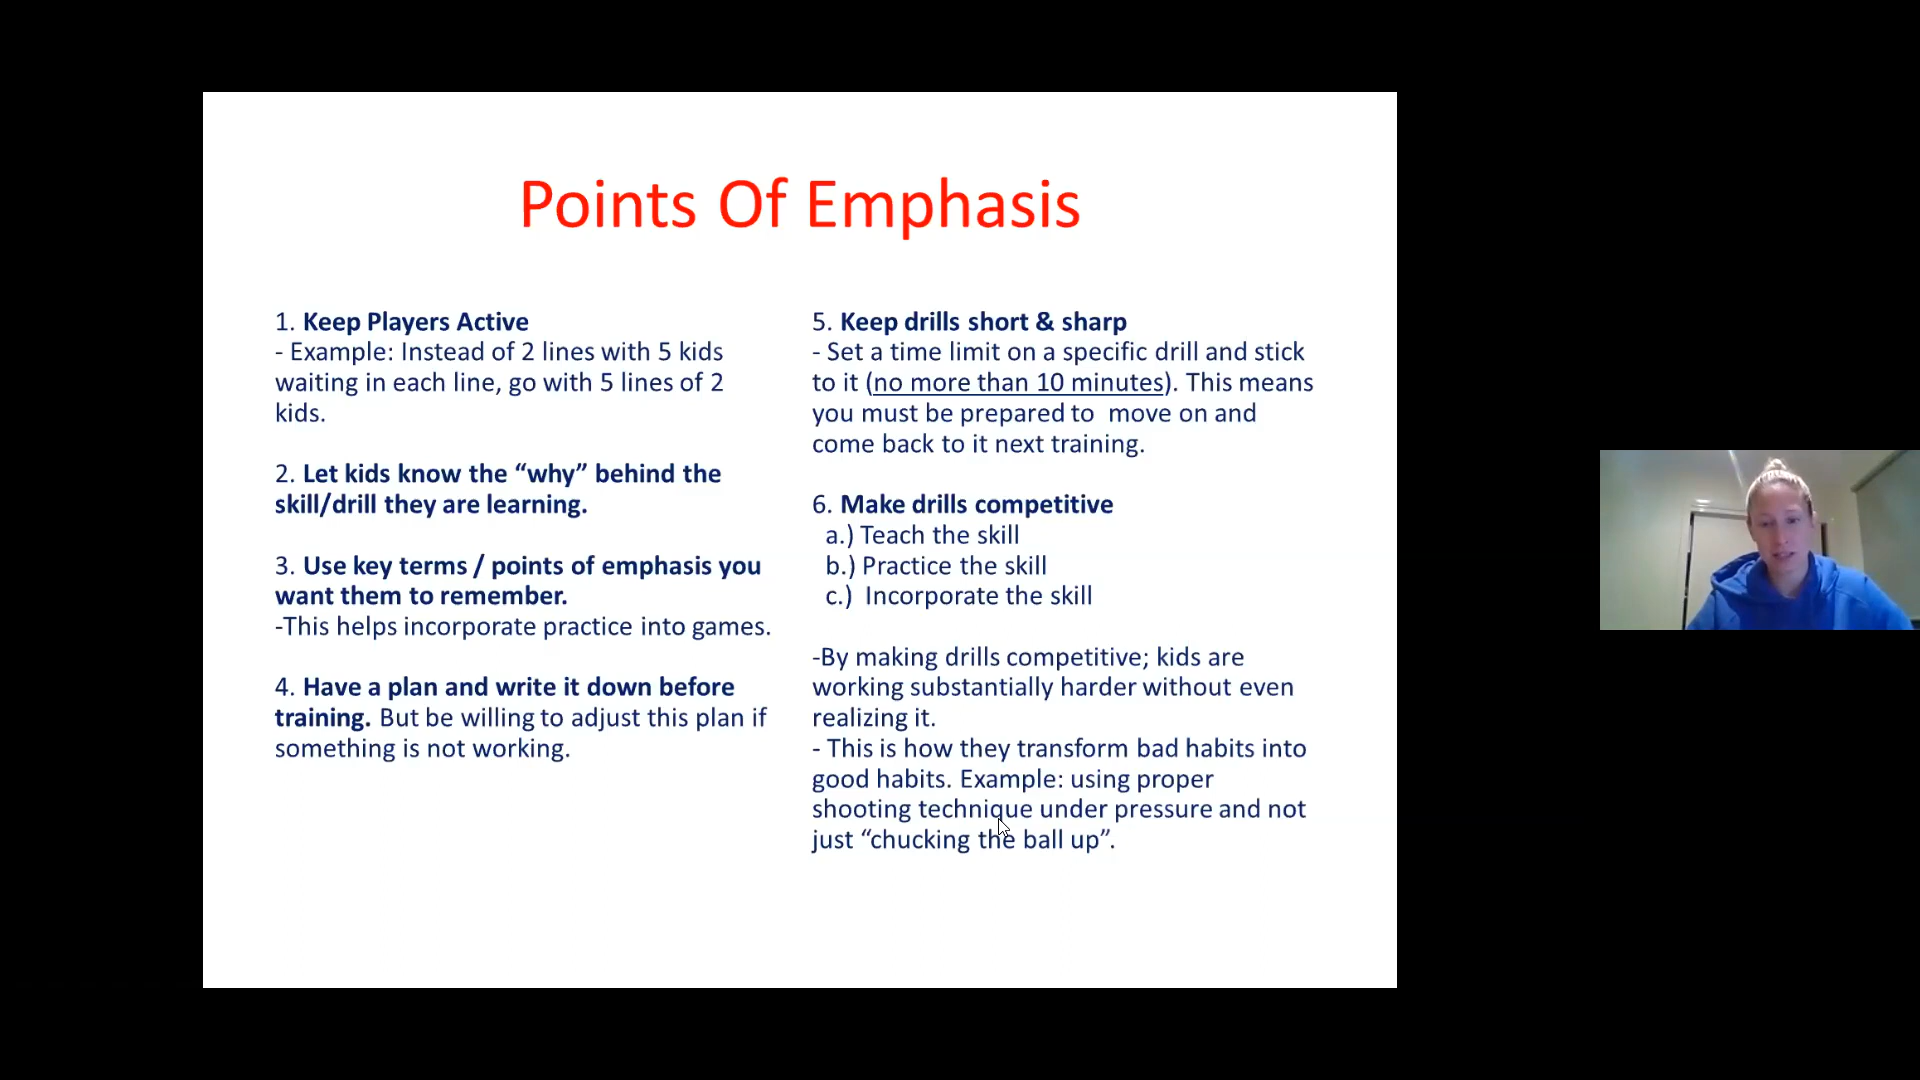 Points Of Emphasis
1. Keep Players Active
- Example: Instead of 2 lines with 5 kids
waiting in each line, go with 5 lines of 2
kids.
2. Let kids know the “why” behind the
skill/drill they are learning.
3. Use key terms / points of emphasis you
want them to remember.
-This helps incorporate practice into games.
4. Have a plan and write it down before
training. But be willing to adjust this plan if
something is not working.
5. Keep drills short & sharp
- Set a time limit on a specific drill and stick
to it (no more than 10 minutes). This means
you must be prepared to  move on and
come back to it next training.
6. Make drills competitive
a.) Teach the skill
b.) Practice the skill
c.)  Incorporate the skill
-By making drills competitive; kids are
working substantially harder without even
realizing it.
- This is how they transform bad habits into
good habits. Example: using proper
shooting technique under pressure and not
just “chucking the ball up”.